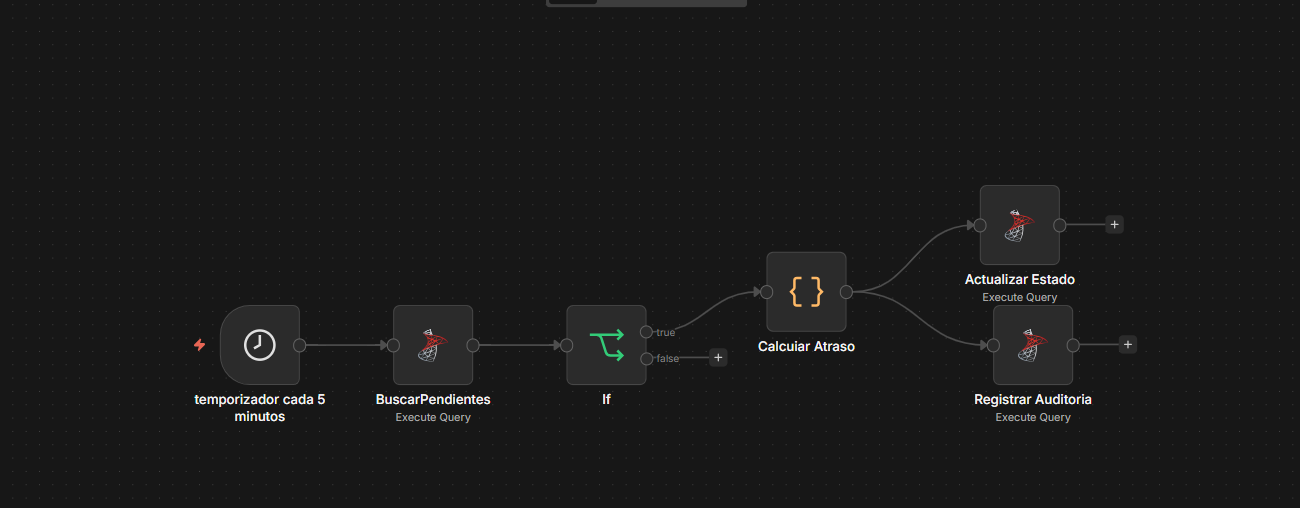 Actualizar Estado
Execute Query
true
false
Calcuiar Atraso
temporizador cada 5
minutos
BuscarPendientes
Execute Query
If
Registrar Auditoria
Execute Query